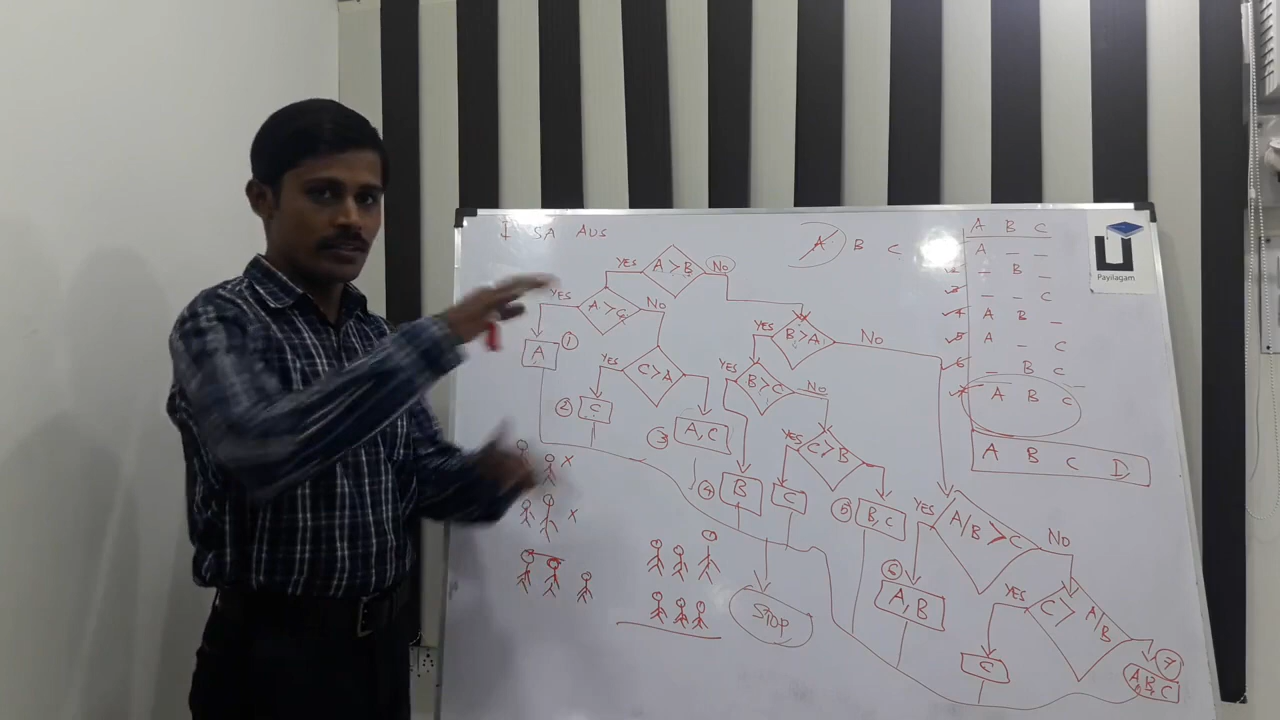 I SA AUS
A B C
A B C
A _ _
_ B _
_ _ C
A B _
A _ C
_ B C _
A B C
A B C D
Payilagam
YES A > B No
YES A > C No
A 1
YES C > A
2 C
3 A, C
YES B > A No
YES B > C No
YES C > B
4 B
C
5 B, C
YES A/B > C No
6 A, B
YES C > A/B
C
7 A, B, C
STOP